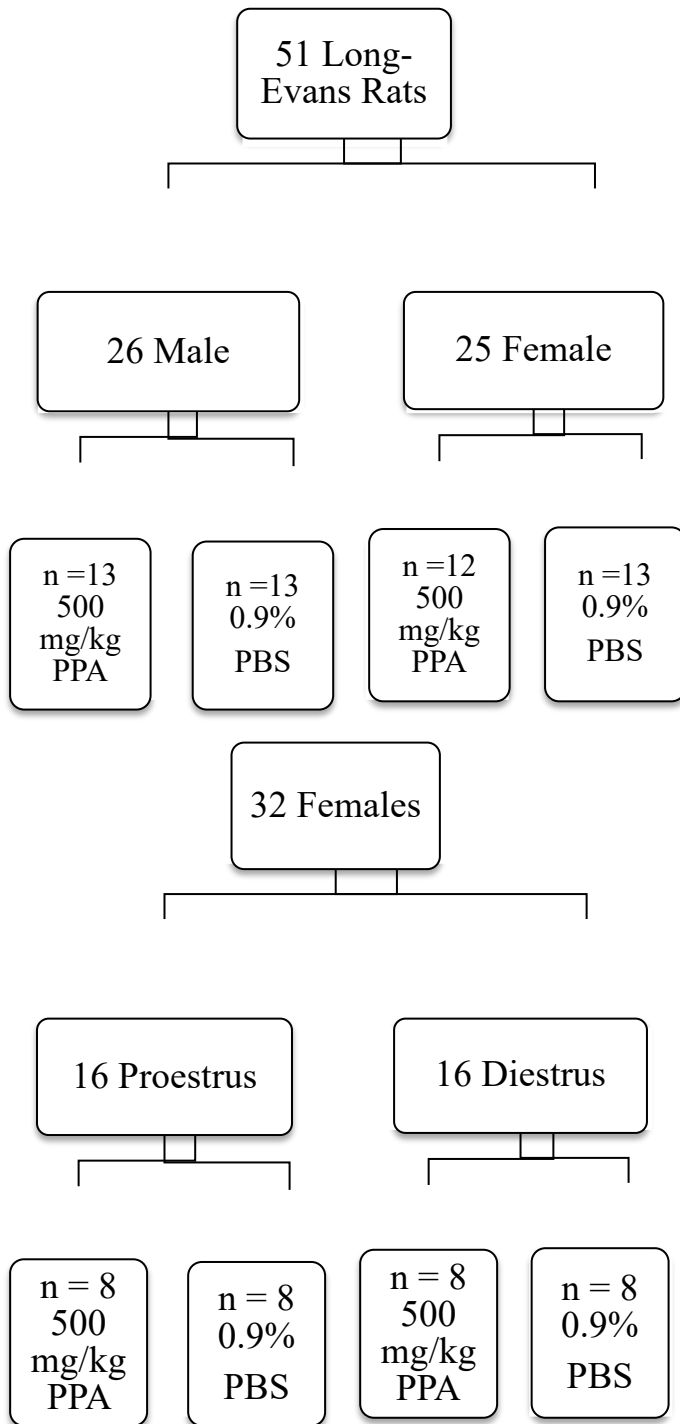 51 Long-
Evans Rats
26 Male
25 Female
n =13
500
mg/kg
PPA
n =13
0.9%
PBS
n =12
500
mg/kg
PPA
n =13
0.9%
PBS
32 Females
16 Proestrus
16 Diestrus
n = 8
500
mg/kg
PPA
n = 8
0.9%
PBS
n = 8
500
mg/kg
PPA
n = 8
0.9%
PBS